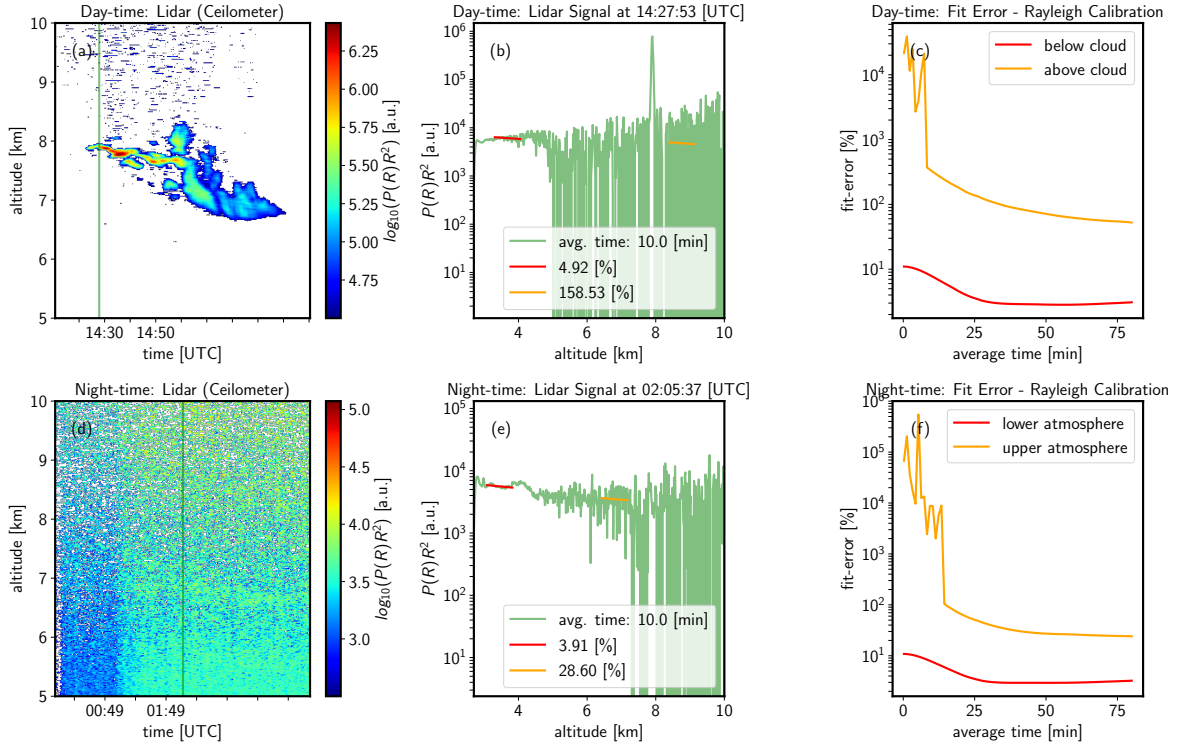 Day-time: Lidar (Ceilometer)
(a)
10
9
8
7
6
5
altitude [km]
14:30 14:50
time [UTC]
6.25
6.00
5.75
5.50
5.25
5.00
4.75
log₁₀(P(R)R²) [a.u.]
Day-time: Lidar Signal at 14:27:53 [UTC]
(b)
10⁶
10⁵
10⁴
10³
10²
10¹
P(R)R² [a.u.]
avg. time: 10.0 [min]
4.92 [%]
158.53 [%]
4 6 8 10
altitude [km]
Day-time: Fit Error - Rayleigh Calibration
(c)
below cloud
above cloud
10⁴
10³
10²
10¹
fit-error [%]
0 25 50 75
average time [min]
Night-time: Lidar (Ceilometer)
(d)
10
9
8
7
6
5
altitude [km]
00:49 01:49
time [UTC]
5.0
4.5
4.0
3.5
3.0
log₁₀(P(R)R²) [a.u.]
Night-time: Lidar Signal at 02:05:37 [UTC]
(e)
10⁵
10⁴
10³
10²
10¹
P(R)R² [a.u.]
avg. time: 10.0 [min]
3.91 [%]
28.60 [%]
4 6 8 10
altitude [km]
Night-time: Fit Error - Rayleigh Calibration
(f)
lower atmosphere
upper atmosphere
10⁶
10⁵
10⁴
10³
10²
10¹
fit-error [%]
0 25 50 75
average time [min]